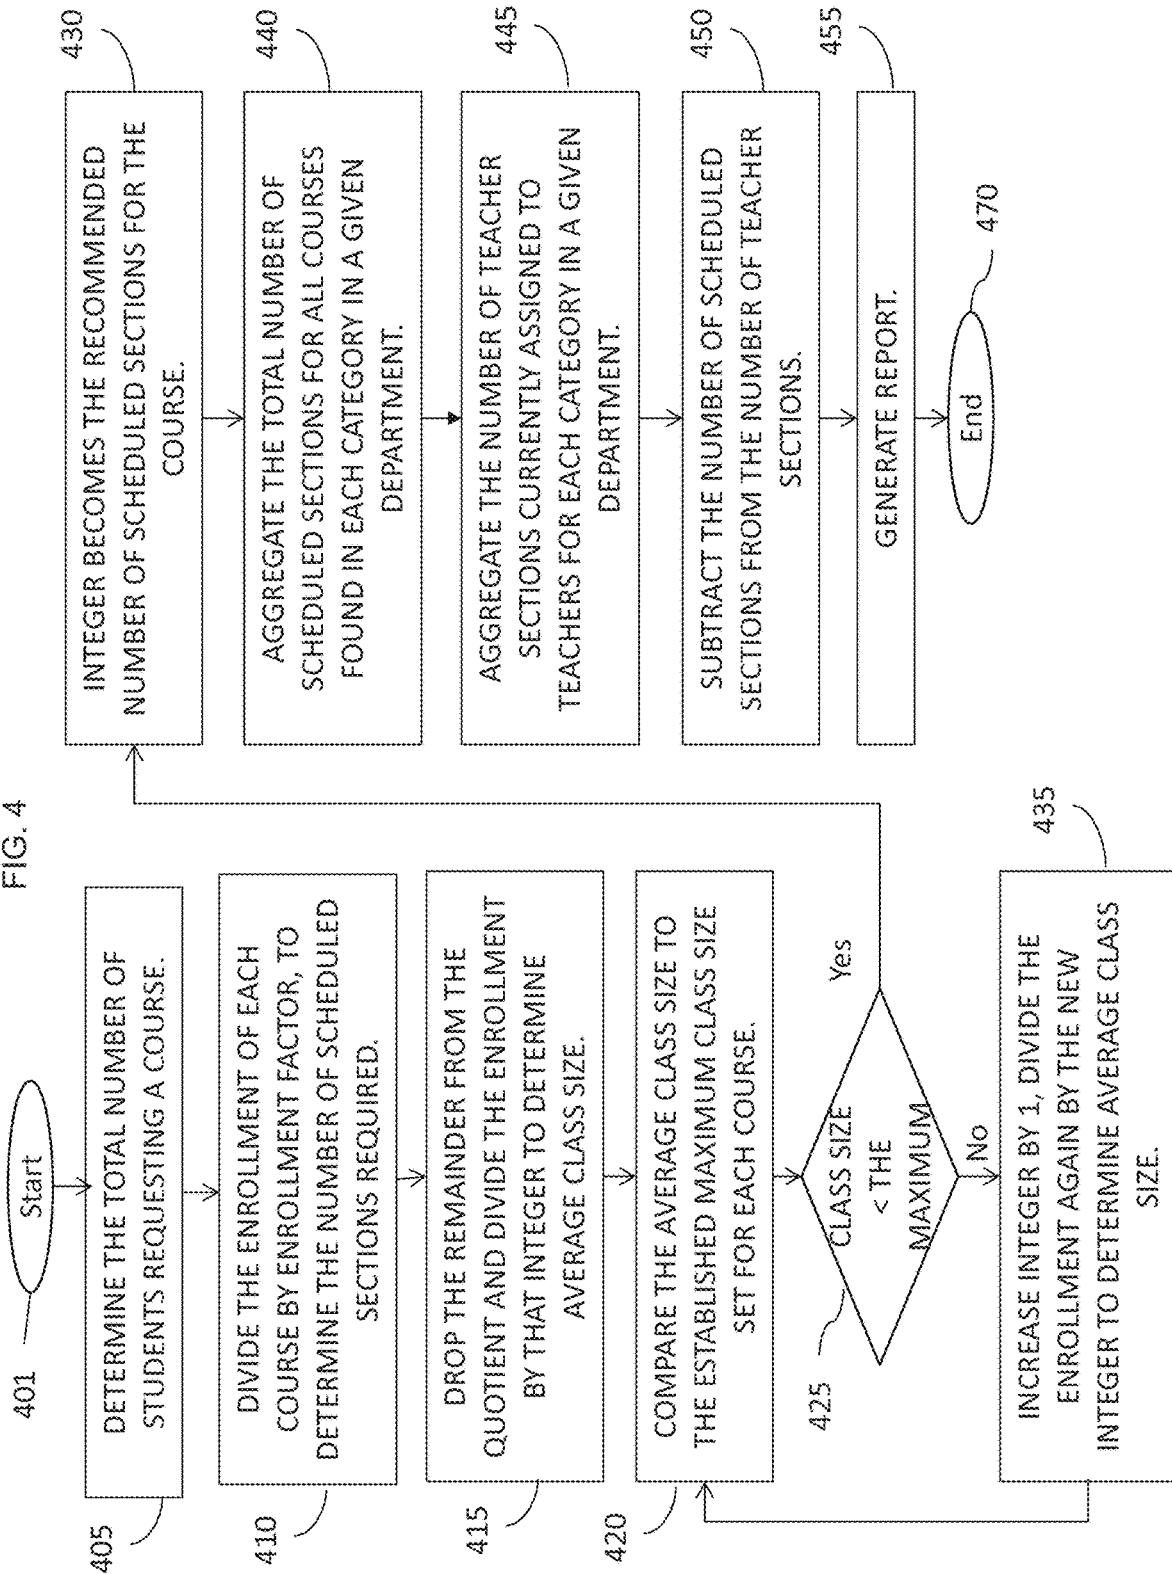 FIG. 4
401
Start
405
DETERMINE THE TOTAL NUMBER OF
STUDENTS REQUESTING A COURSE.
410
DIVIDE THE ENROLLMENT OF EACH
COURSE BY ENROLLMENT FACTOR, TO
DETERMINE THE NUMBER OF SCHEDULED
SECTIONS REQUIRED.
415
DROP THE REMAINDER FROM THE
QUOTIENT AND DIVIDE THE ENROLLMENT
BY THAT INTEGER TO DETERMINE
AVERAGE CLASS SIZE.
420
COMPARE THE AVERAGE CLASS SIZE TO
THE ESTABLISHED MAXIMUM CLASS SIZE
SET FOR EACH COURSE.
425
CLASS SIZE
< THE
MAXIMUM
Yes
No
435
INCREASE INTEGER BY 1, DIVIDE THE
ENROLLMENT AGAIN BY THE NEW
INTEGER TO DETERMINE AVERAGE CLASS
SIZE.
430
INTEGER BECOMES THE RECOMMENDED
NUMBER OF SCHEDULED SECTIONS FOR THE
COURSE.
440
AGGREGATE THE TOTAL NUMBER OF
SCHEDULED SECTIONS FOR ALL COURSES
FOUND IN EACH CATEGORY IN A GIVEN
DEPARTMENT.
445
AGGREGATE THE NUMBER OF TEACHER
SECTIONS CURRENTLY ASSIGNED TO
TEACHERS FOR EACH CATEGORY IN A GIVEN
DEPARTMENT.
450
SUBTRACT THE NUMBER OF SCHEDULED
SECTIONS FROM THE NUMBER OF TEACHER
SECTIONS.
455
GENERATE REPORT.
End
470